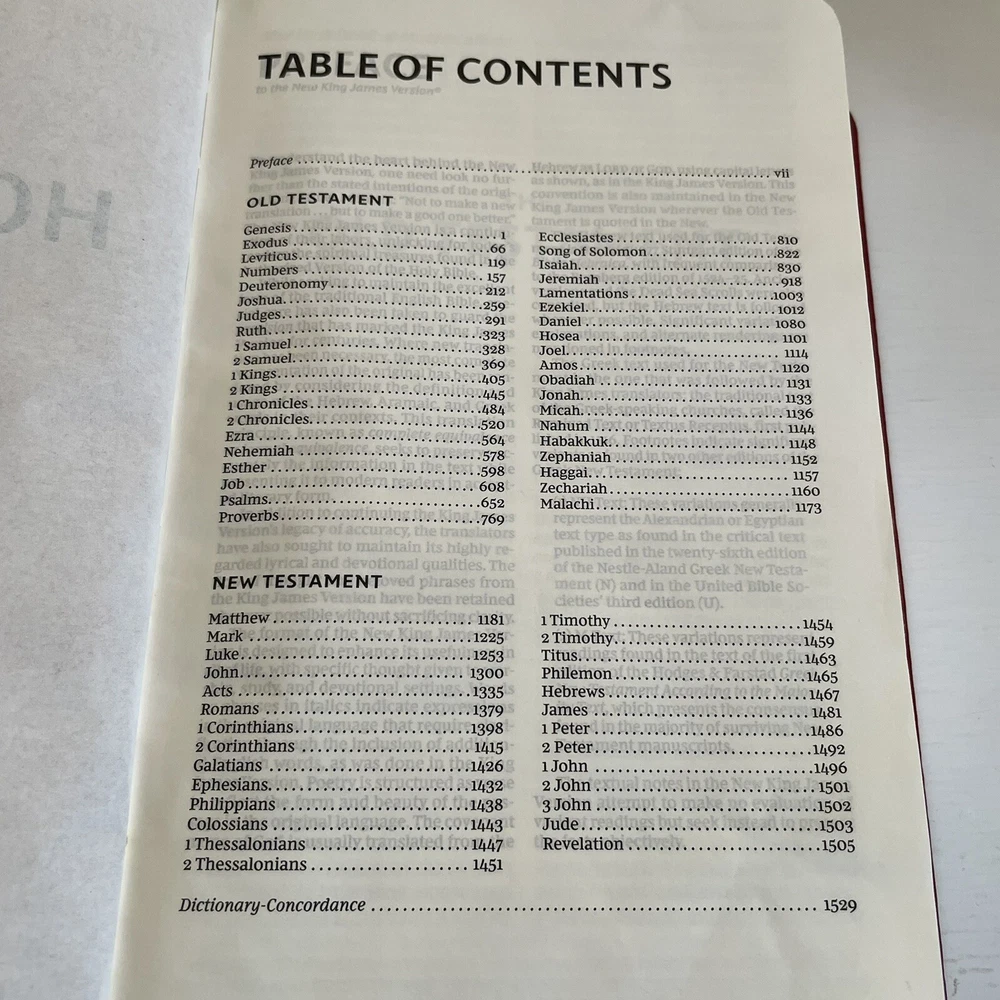 TABLE OF CONTENTS
to the New King James Version®
Preface ........ vii
OLD TESTAMENT
Genesis ........ 1
Exodus ........ 66
Leviticus ........ 119
Numbers ........ 157
Deuteronomy ........ 212
Joshua ........ 259
Judges ........ 291
Ruth ........ 323
1 Samuel ........ 328
2 Samuel ........ 369
1 Kings ........ 405
2 Kings ........ 445
1 Chronicles ........ 484
2 Chronicles ........ 520
Ezra ........ 564
Nehemiah ........ 578
Esther ........ 598
Job ........ 608
Psalms ........ 652
Proverbs ........ 769
Ecclesiastes ........ 810
Song of Solomon ........ 822
Isaiah ........ 830
Jeremiah ........ 918
Lamentations ........ 1003
Ezekiel ........ 1012
Daniel ........ 1080
Hosea ........ 1101
Joel ........ 1114
Amos ........ 1120
Obadiah ........ 1131
Jonah ........ 1133
Micah ........ 1136
Nahum ........ 1144
Habakkuk ........ 1148
Zephaniah ........ 1152
Haggai ........ 1157
Zechariah ........ 1160
Malachi ........ 1173
NEW TESTAMENT
Matthew ........ 1181
Mark ........ 1225
Luke ........ 1253
John ........ 1300
Acts ........ 1335
Romans ........ 1379
1 Corinthians ........ 1398
2 Corinthians ........ 1415
Galatians ........ 1426
Ephesians ........ 1432
Philippians ........ 1438
Colossians ........ 1443
1 Thessalonians ........ 1447
2 Thessalonians ........ 1451
1 Timothy ........ 1454
2 Timothy ........ 1459
Titus ........ 1463
Philemon ........ 1465
Hebrews ........ 1467
James ........ 1481
1 Peter ........ 1486
2 Peter ........ 1492
1 John ........ 1496
2 John ........ 1501
3 John ........ 1502
Jude ........ 1503
Revelation ........ 1505
Dictionary-Concordance ........ 1529